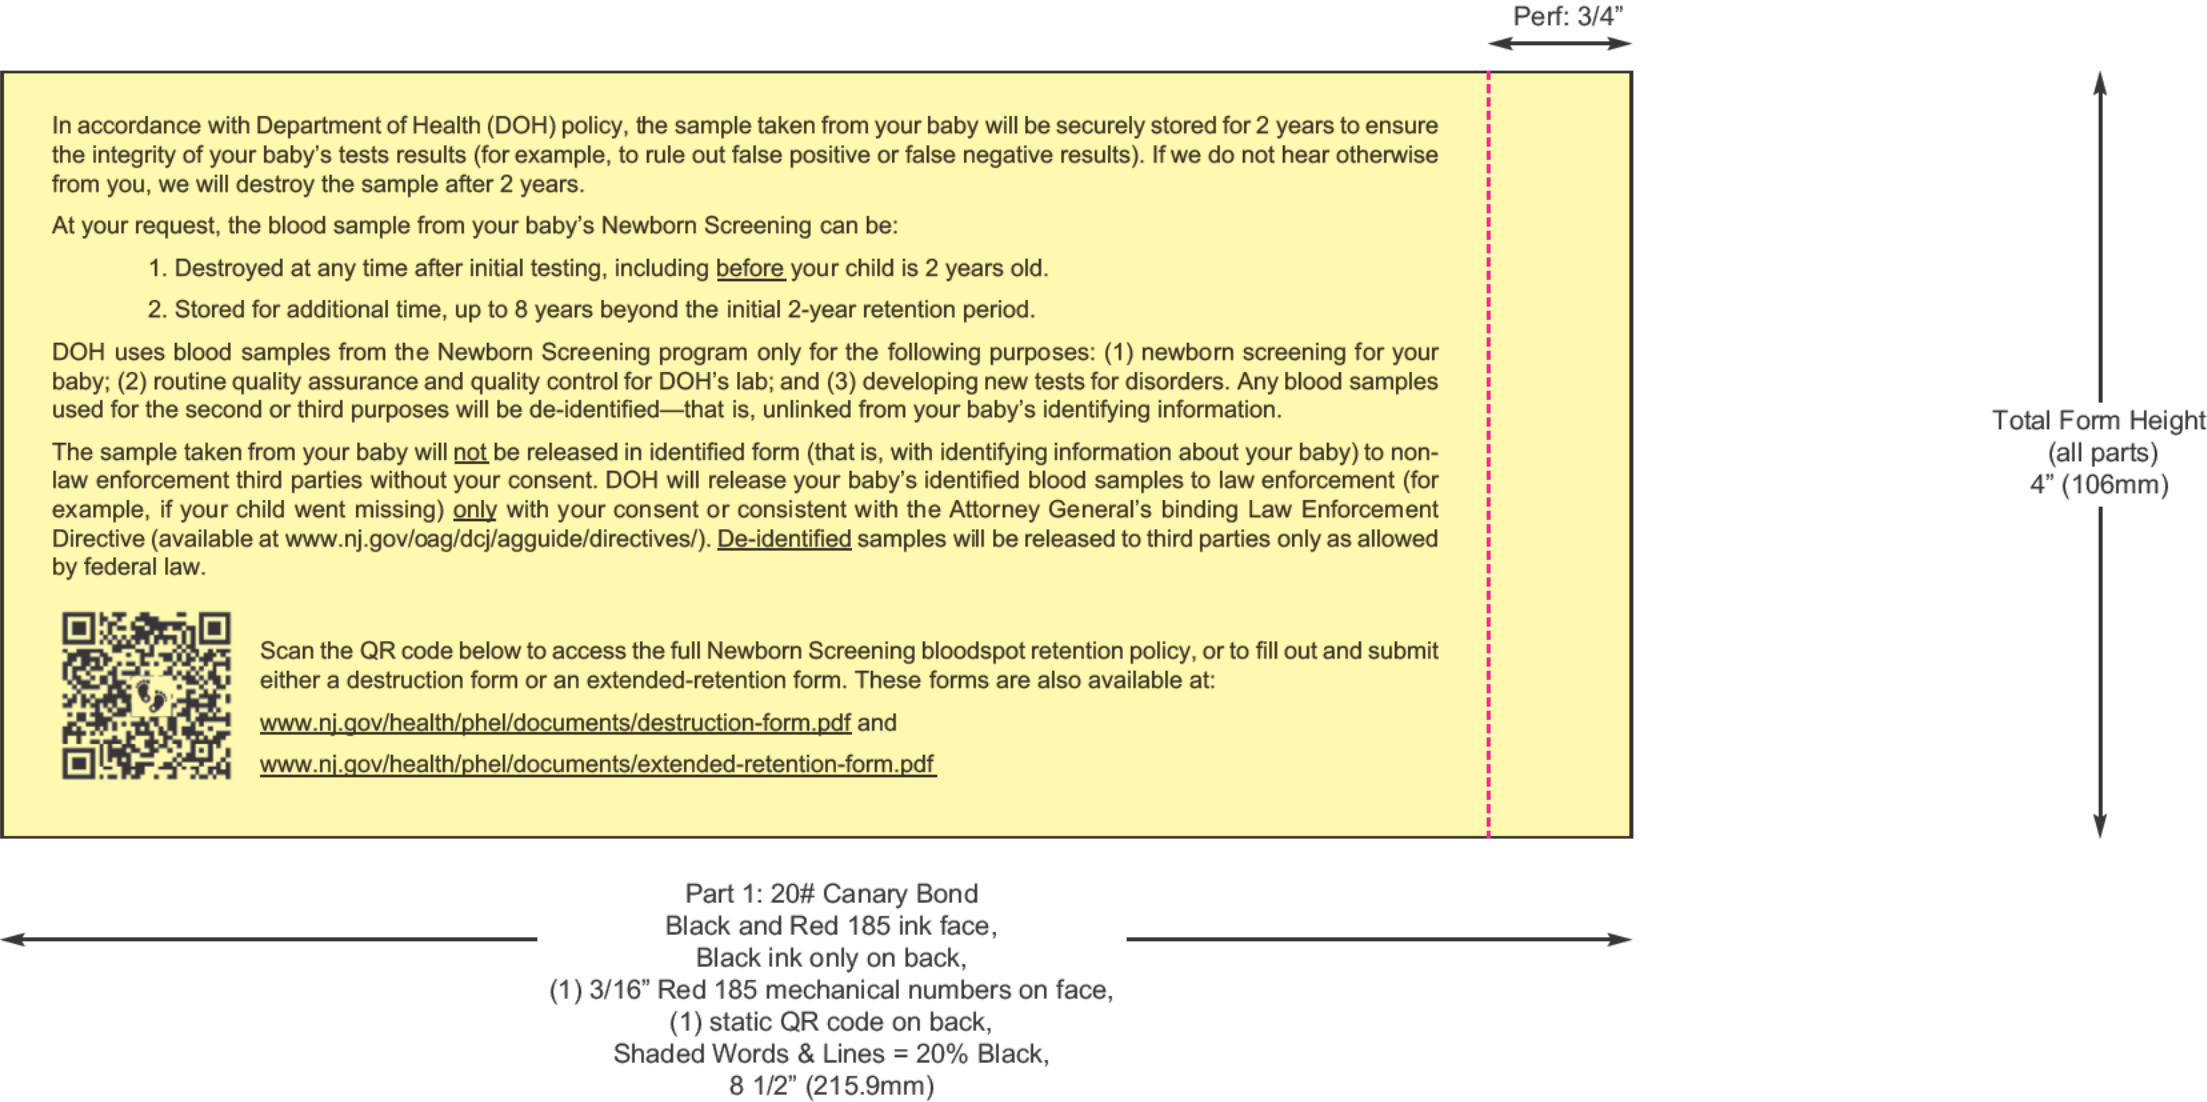 Perf: 3/4”
In accordance with Department of Health (DOH) policy, the sample taken from your baby will be securely stored for 2 years to ensure
the integrity of your baby’s tests results (for example, to rule out false positive or false negative results). If we do not hear otherwise
from you, we will destroy the sample after 2 years.
At your request, the blood sample from your baby’s Newborn Screening can be:
1. Destroyed at any time after initial testing, including before your child is 2 years old.
2. Stored for additional time, up to 8 years beyond the initial 2-year retention period.
DOH uses blood samples from the Newborn Screening program only for the following purposes: (1) newborn screening for your
baby; (2) routine quality assurance and quality control for DOH’s lab; and (3) developing new tests for disorders. Any blood samples
used for the second or third purposes will be de-identified—that is, unlinked from your baby’s identifying information.
The sample taken from your baby will not be released in identified form (that is, with identifying information about your baby) to non-
law enforcement third parties without your consent. DOH will release your baby’s identified blood samples to law enforcement (for
example, if your child went missing) only with your consent or consistent with the Attorney General’s binding Law Enforcement
Directive (available at www.nj.gov/oag/dcj/agguide/directives/). De-identified samples will be released to third parties only as allowed
by federal law.
Scan the QR code below to access the full Newborn Screening bloodspot retention policy, or to fill out and submit
either a destruction form or an extended-retention form. These forms are also available at:
www.nj.gov/health/phel/documents/destruction-form.pdf and
www.nj.gov/health/phel/documents/extended-retention-form.pdf
Total Form Height
(all parts)
4” (106mm)
Part 1: 20# Canary Bond
Black and Red 185 ink face,
Black ink only on back,
(1) 3/16” Red 185 mechanical numbers on face,
(1) static QR code on back,
Shaded Words & Lines = 20% Black,
8 1/2” (215.9mm)